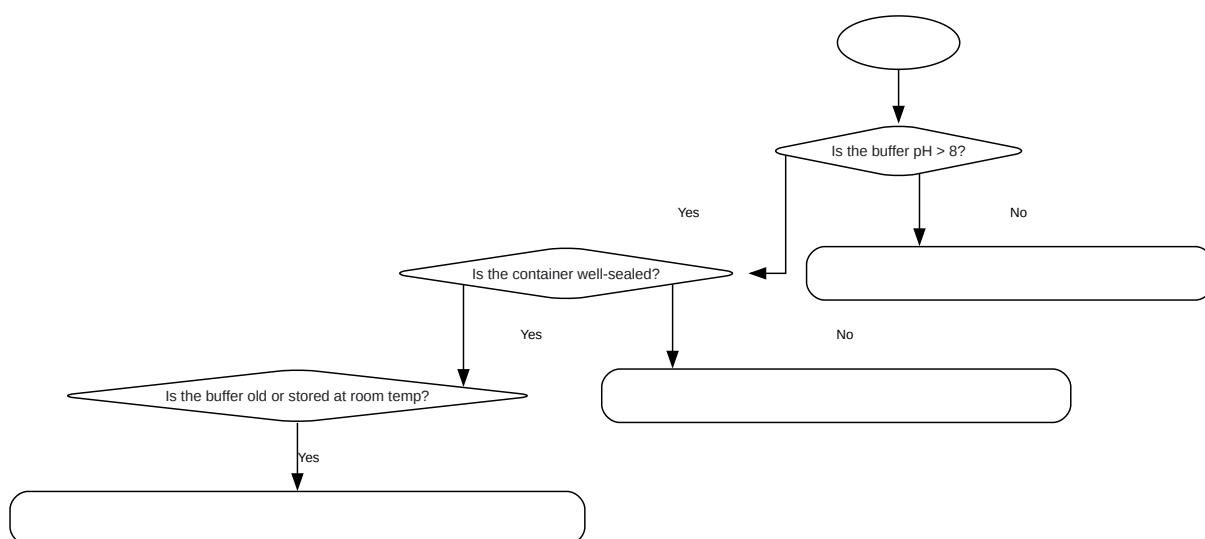 Is the buffer pH > 8?
Yes
No
Is the container well-sealed?
Yes
No
Is the buffer old or stored at room temp?
Yes